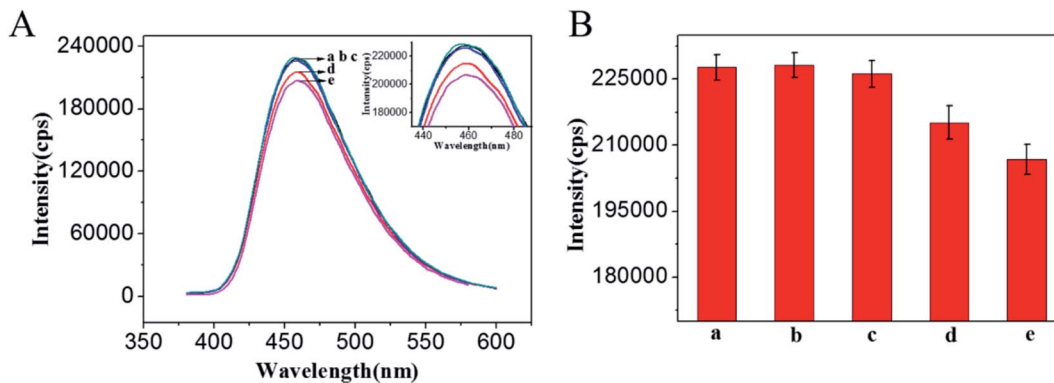 A
Intensity(cps)
240000
180000
120000
60000
0
350
400
450
500
550
600
Wavelength(nm)
a b c
d
e
Intensity(cps)
220000
200000
180000
440
460
480
Wavelength(nm)
B
Intensity(cps)
225000
210000
195000
180000
a
b
c
d
e